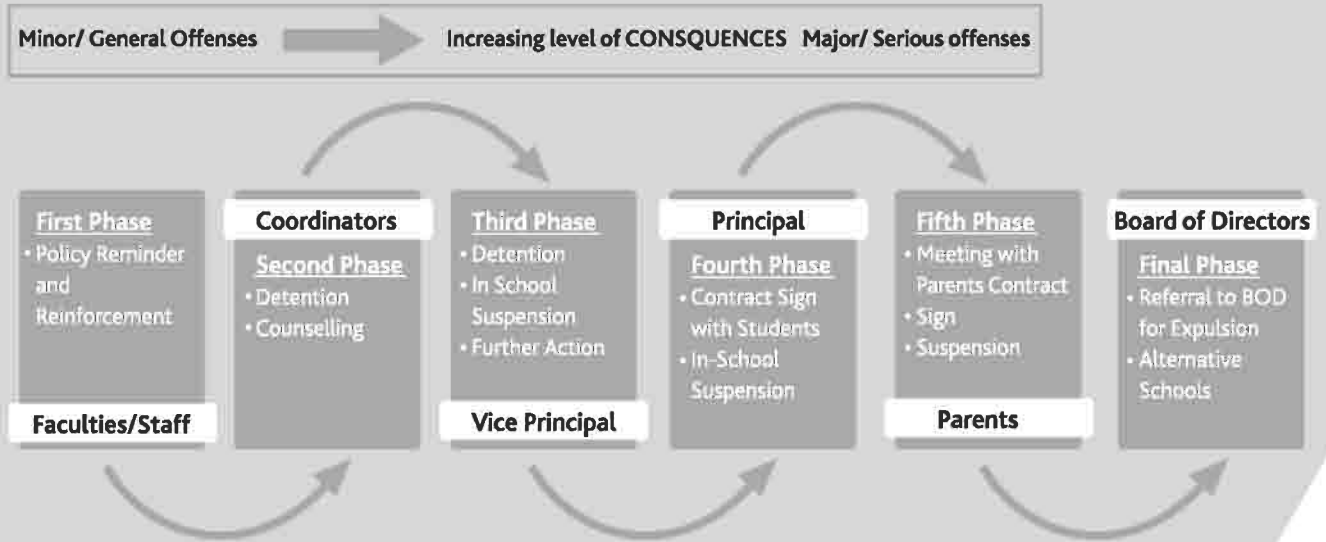 Minor/ General Offenses
Increasing level of CONSQUENCES Major/ Serious offenses
First Phase
• Policy Reminder
and
Reinforcement
Faculties/Staff
Coordinators
Second Phase
• Detention
• Counselling
Third Phase
• Detention
• In School
Suspension
• Further Action
Vice Principal
Principal
Fourth Phase
• Contract Sign
with Students
• In-School
Suspension
Fifth Phase
• Meeting with
Parents Contract
• Sign
• Suspension
Parents
Board of Directors
Final Phase
• Referral to BOD
for Expulsion
• Alternative
Schools